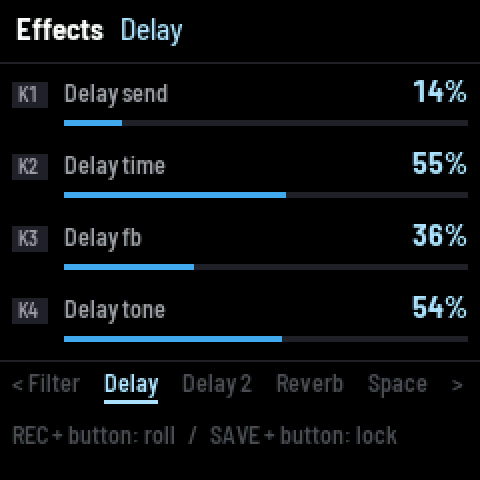 Effects Delay
K1 Delay send 14%
K2 Delay time 55%
K3 Delay fb 36%
K4 Delay tone 54%
< Filter Delay Delay 2 Reverb Space >
REC + button: roll / SAVE + button: lock